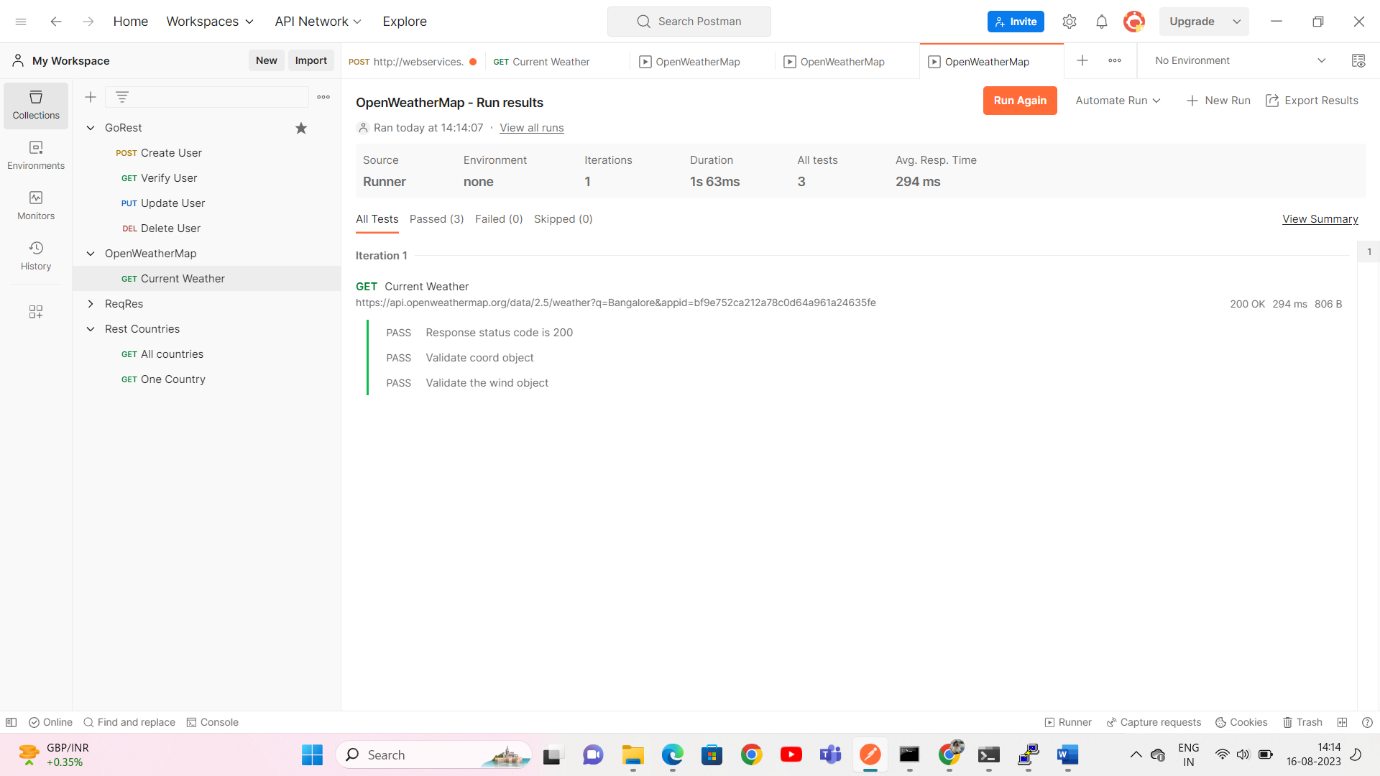 Home Workspaces API Network Explore Search Postman Invite Upgrade
My Workspace New Import POST http://webservices. GET Current Weather OpenWeatherMap OpenWeatherMap OpenWeatherMap No Environment
Collections
Environments
Monitors
History
GoRest
POST Create User
GET Verify User
PUT Update User
DEL Delete User
OpenWeatherMap
GET Current Weather
ReqRes
Rest Countries
GET All countries
GET One Country
OpenWeatherMap - Run results Run Again Automate Run New Run Export Results
Ran today at 14:14:07 · View all runs
Source Environment Iterations Duration All tests Avg. Resp. Time
Runner none 1 1s 63ms 3 294 ms
All Tests Passed (3) Failed (0) Skipped (0) View Summary
Iteration 1 1
GET Current Weather
https://api.openweathermap.org/data/2.5/weather?q=Bangalore&appid=bf9e752ca212a78c0d64a961a24635fe 200 OK 294 ms 806 B
PASS Response status code is 200
PASS Validate coord object
PASS Validate the wind object
Online Find and replace Console Runner Capture requests Cookies Trash
GBP/INR
+0.35%
Search
ENG
IN
14:14
16-08-2023